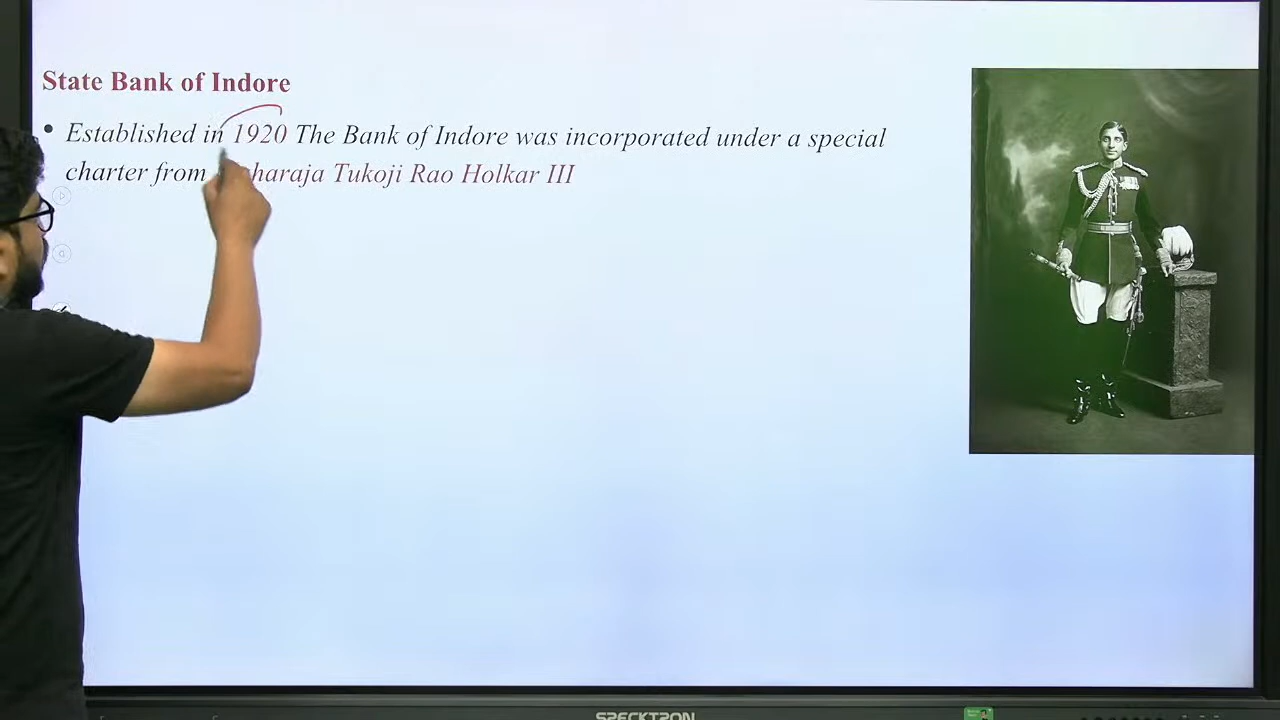 State Bank of Indore
• Established in 1920 The Bank of Indore was incorporated under a special
charter from haraja Tukoji Rao Holkar III
SPECKTRON